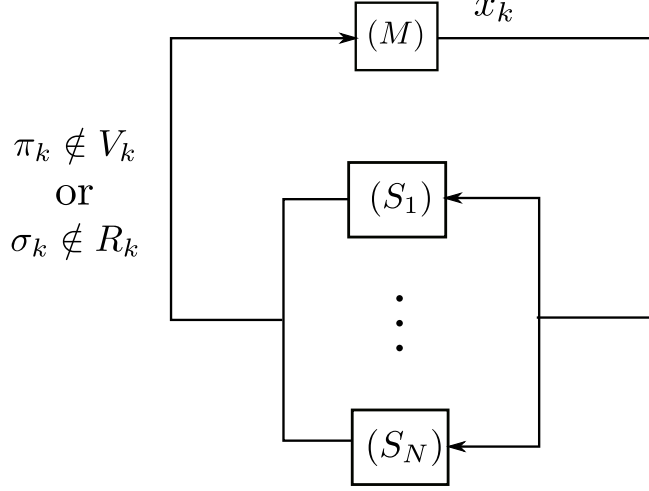 x_k
(M)
π_k ∉ V_k
or
σ_k ∉ R_k
(S_1)
(S_N)